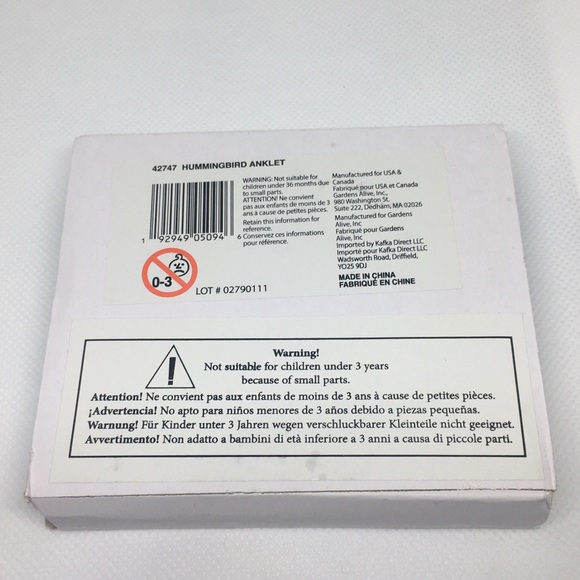 42747 HUMMINGBIRD ANKLET
WARNING: Not suitable for
children under 36 months due
to small parts.
ATTENTION! Ne convient
pas aux enfants de moins de 3
ans à cause de petites pièces.
Retain this information for
reference.
Conservez ces informations
pour référence.
1 92949 05094 6
0-3
LOT # 02790111
Manufactured for USA &
Canada
Fabriqué pour USA et Canada
Gardens Alive, Inc.,
980 Washington St.
Suite 222, Dedham, MA 02026
Manufactured for Gardens
Alive, Inc
Fabriqué pour Gardens
Alive, Inc
Imported by Kafka Direct LLC
Importé pour Kafka Direct LLC
Wadsworth Road, Driffield,
YO25 9DJ
MADE IN CHINA
FABRIQUÉ EN CHINE
Warning!
Not suitable for children under 3 years
because of small parts.
Attention! Ne convient pas aux enfants de moins de 3 ans à cause de petites pièces.
¡Advertencia! No apto para niños menores de 3 años debido a piezas pequeñas.
Warnung! Für Kinder unter 3 Jahren wegen verschluckbarer Kleinteile nicht geeignet.
Avvertimento! Non adatto a bambini di età inferiore a 3 anni a causa di piccole parti.